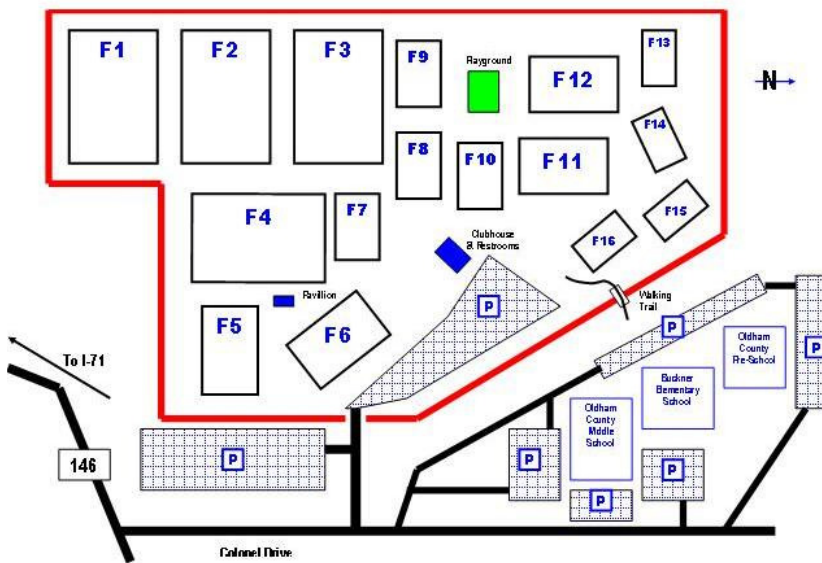 F1
F2
F3
F9
Playground
F12
F13
N
F8
F10
F11
F14
F4
F7
F15
F16
Clubhouse
& Restrooms
Pavillion
F5
F6
P
Walking
Trail
To I-71
P
Oldham
County
Pre-School
P
Buckner
Elementary
School
Oldham
County
Middle
School
146
P
P
P
P
Colonel Drive